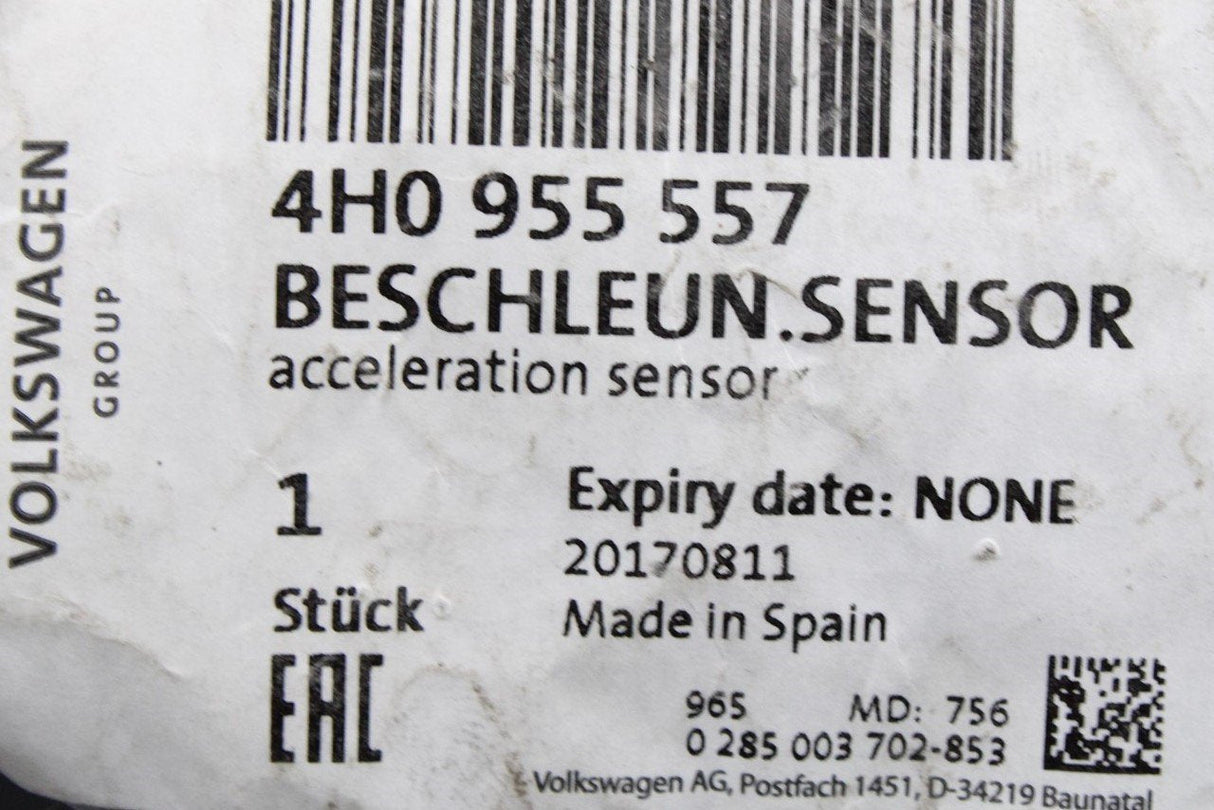 VOLKSWAGEN
GROUP
4H0 955 557
BESCHLEUN.SENSOR
acceleration sensor
1
Expiry date: NONE
20170811
Stück
Made in Spain
EAC
965 MD: 756
0 285 003 702-853
Volkswagen AG, Postfach 1451, D-34219 Baunatal